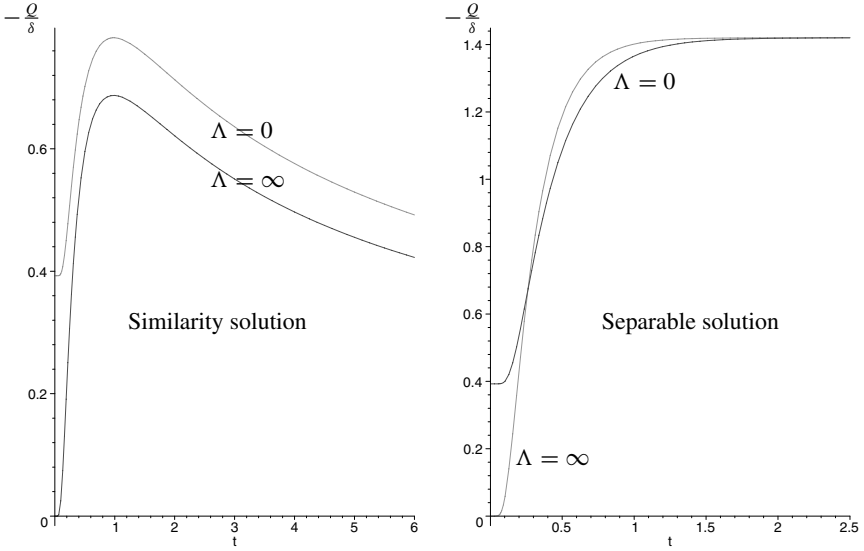 −Q/δ
0.6
0.4
0.2
0
1
2
3
4
5
6
t
Λ = 0
Λ = ∞
Similarity solution
−Q/δ
1.4
1.2
1
0.8
0.6
0.4
0.2
0
0.5
1
1.5
2
2.5
t
Λ = 0
Λ = ∞
Separable solution